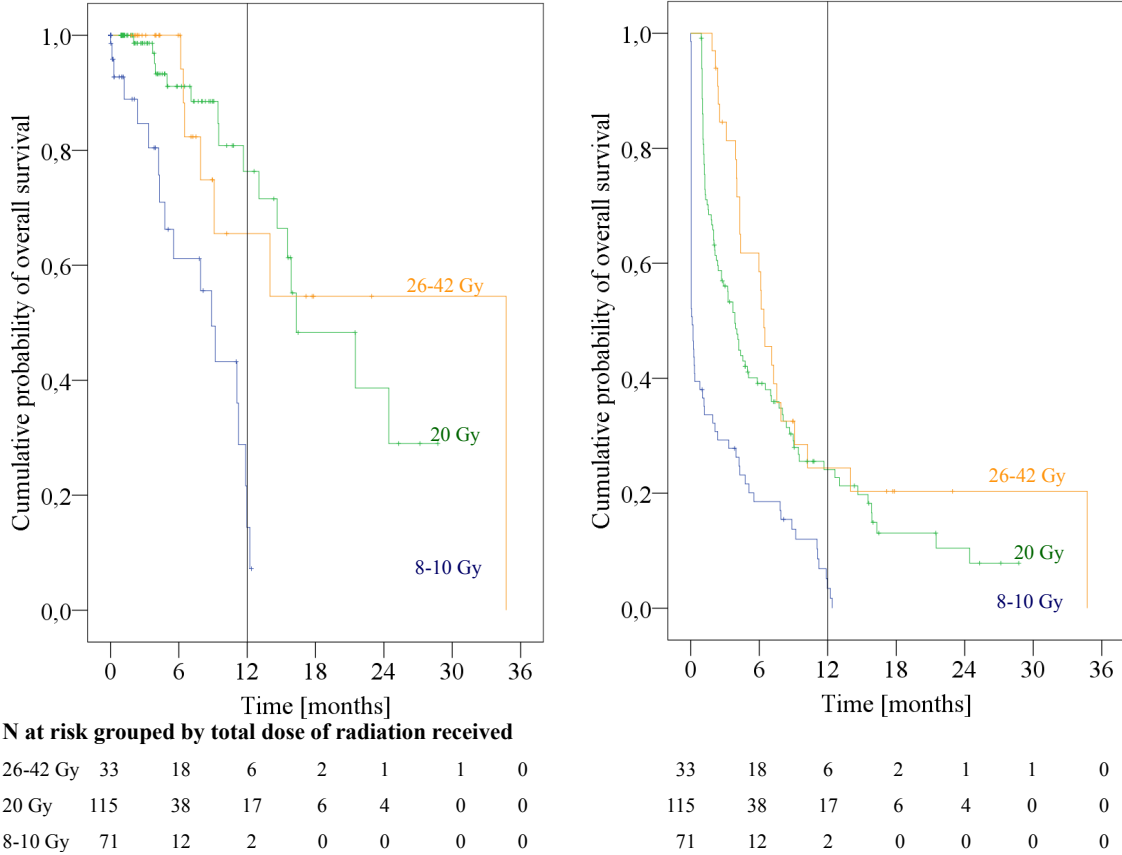 Cumulative probability of overall survival
1,0
0,8
0,6
0,4
0,2
0,0
26-42 Gy
20 Gy
8-10 Gy
0 6 12 18 24 30 36
Time [months]
Cumulative probability of overall survival
1,0
0,8
0,6
0,4
0,2
0,0
26-42 Gy
20 Gy
8-10 Gy
0 6 12 18 24 30 36
Time [months]
N at risk grouped by total dose of radiation received
26-42 Gy 33 18 6 2 1 1 0 33 18 6 2 1 1 0
20 Gy 115 38 17 6 4 0 0 115 38 17 6 4 0 0
8-10 Gy 71 12 2 0 0 0 0 71 12 2 0 0 0 0